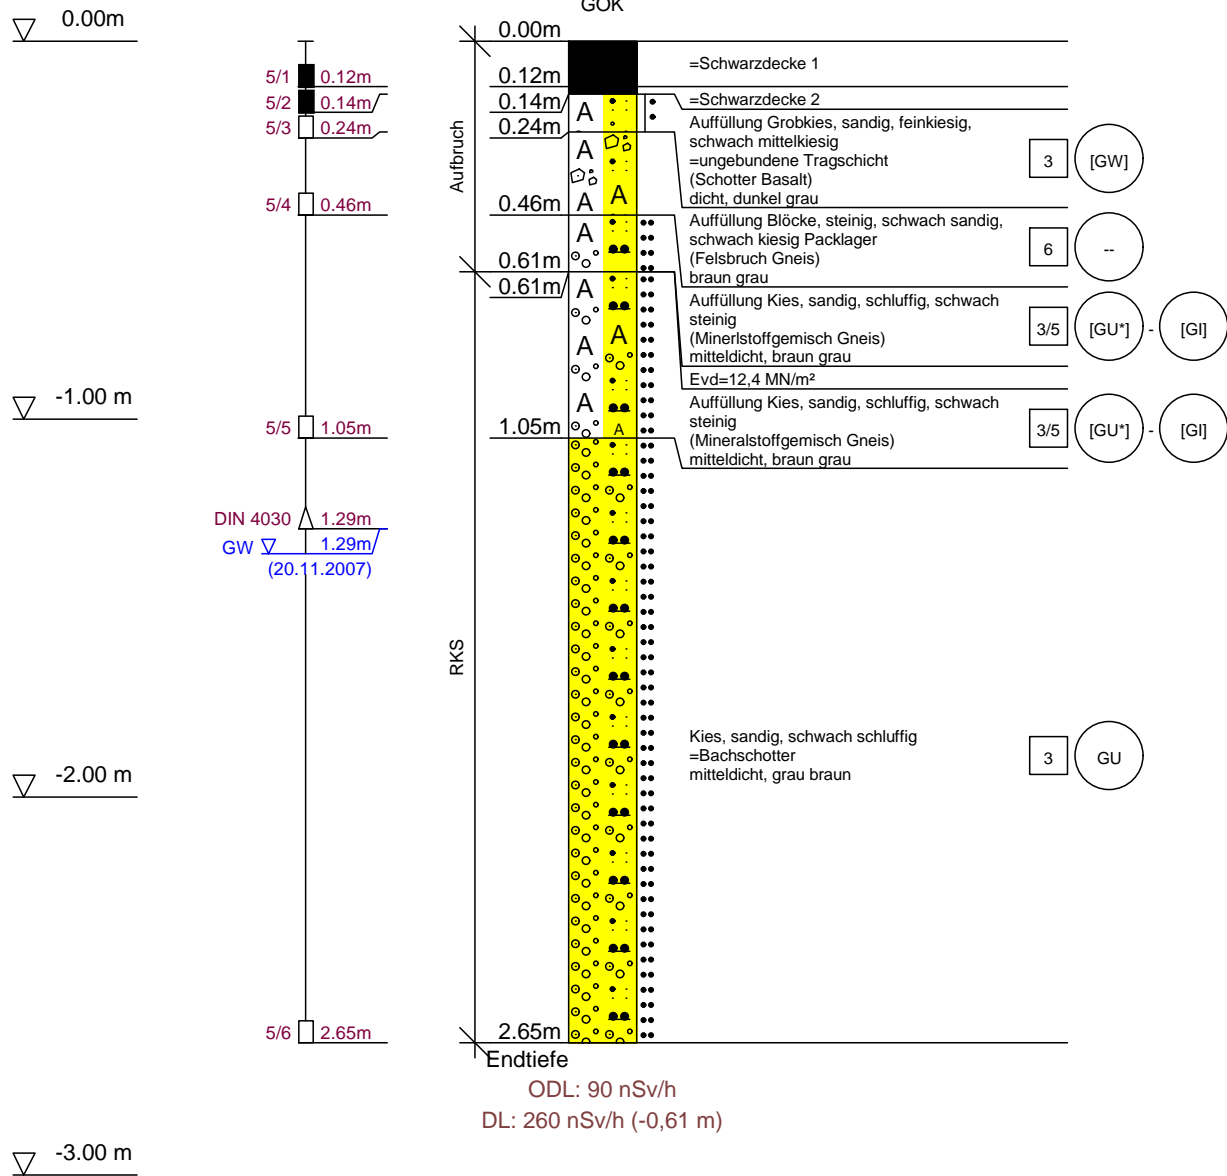 GOK
0.00m
0.00m
=Schwarzdecke 1
5/1 0.12m
0.12m
5/2 0.14m
0.14m
=Schwarzdecke 2
5/3 0.24m
0.24m
Aufbruch
A
A
A
A
A
Auffüllung Grobkies, sandig, feinkiesig,
schwach mittelkiesig
=ungebundene Tragschicht
(Schotter Basalt)
dicht, dunkel grau
3 [GW]
5/4 0.46m
0.46m
Auffüllung Blöcke, steinig, schwach sandig,
schwach kiesig Packlager
(Felsbruch Gneis)
braun grau
6 --
0.61m
0.61m
A
A
A
A
A
Auffüllung Kies, sandig, schluffig, schwach
steinig
(Minerlstoffgemisch Gneis)
mitteldicht, braun grau
3/5 [GU*] - [GI]
Evd=12,4 MN/m²
-1.00 m
5/5 1.05m
1.05m
Auffüllung Kies, sandig, schluffig, schwach
steinig
(Mineralstoffgemisch Gneis)
mitteldicht, braun grau
3/5 [GU*] - [GI]
DIN 4030 1.29m
GW 1.29m
(20.11.2007)
RKS
Kies, sandig, schwach schluffig
=Bachschotter
mitteldicht, grau braun
3 GU
-2.00 m
5/6 2.65m
2.65m
Endtiefe
ODL: 90 nSv/h
DL: 260 nSv/h (-0,61 m)
-3.00 m